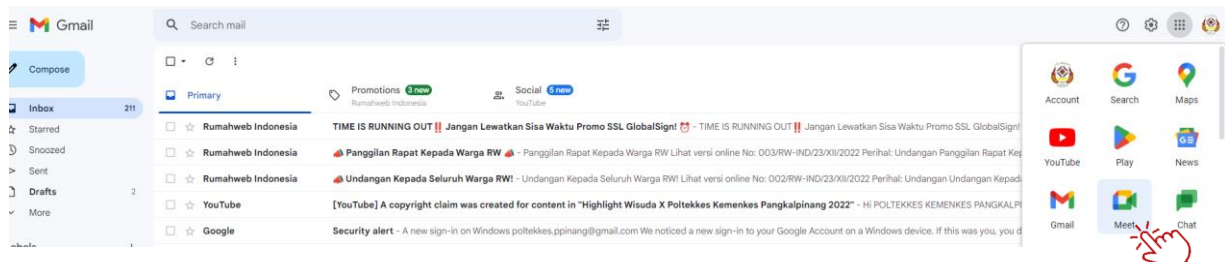 Gmail
Search mail
Compose
Inbox 211
Starred
Snoozed
Sent
Drafts 2
More
Primary
Promotions 3 new
Rumahweb Indonesia
Social 6 new
YouTube
Rumahweb Indonesia TIME IS RUNNING OUT‼ Jangan Lewatkan Sisa Waktu Promo SSL GlobalSign! ⏰ - TIME IS RUNNING OUT‼ Jangan Lewatkan Sisa Waktu Promo SSL GlobalSign!
Rumahweb Indonesia 📣 Panggilan Rapat Kepada Warga RW 📣 - Panggilan Rapat Kepada Warga RW Lihat versi online No: 003/RW-IND/23/XII/2022 Perihal: Undangan Panggilan Rapat Kep
Rumahweb Indonesia 📣 Undangan Kepada Seluruh Warga RW! - Undangan Kepada Seluruh Warga RW! Lihat versi online No: 002/RW-IND/23/XII/2022 Perihal: Undangan Undangan Kepad
YouTube [YouTube] A copyright claim was created for content in "Highlight Wisuda X Poltekkes Kemenkes Pangkalpinang 2022" - Hi POLTEKKES KEMENKES PANGKALPI
Google Security alert - A new sign-in on Windows poltekkes.ppinang@gmail.com We noticed a new sign-in to your Google Account on a Windows device. If this was you, you d
Account Search Maps
YouTube Play News
Gmail Meet Chat